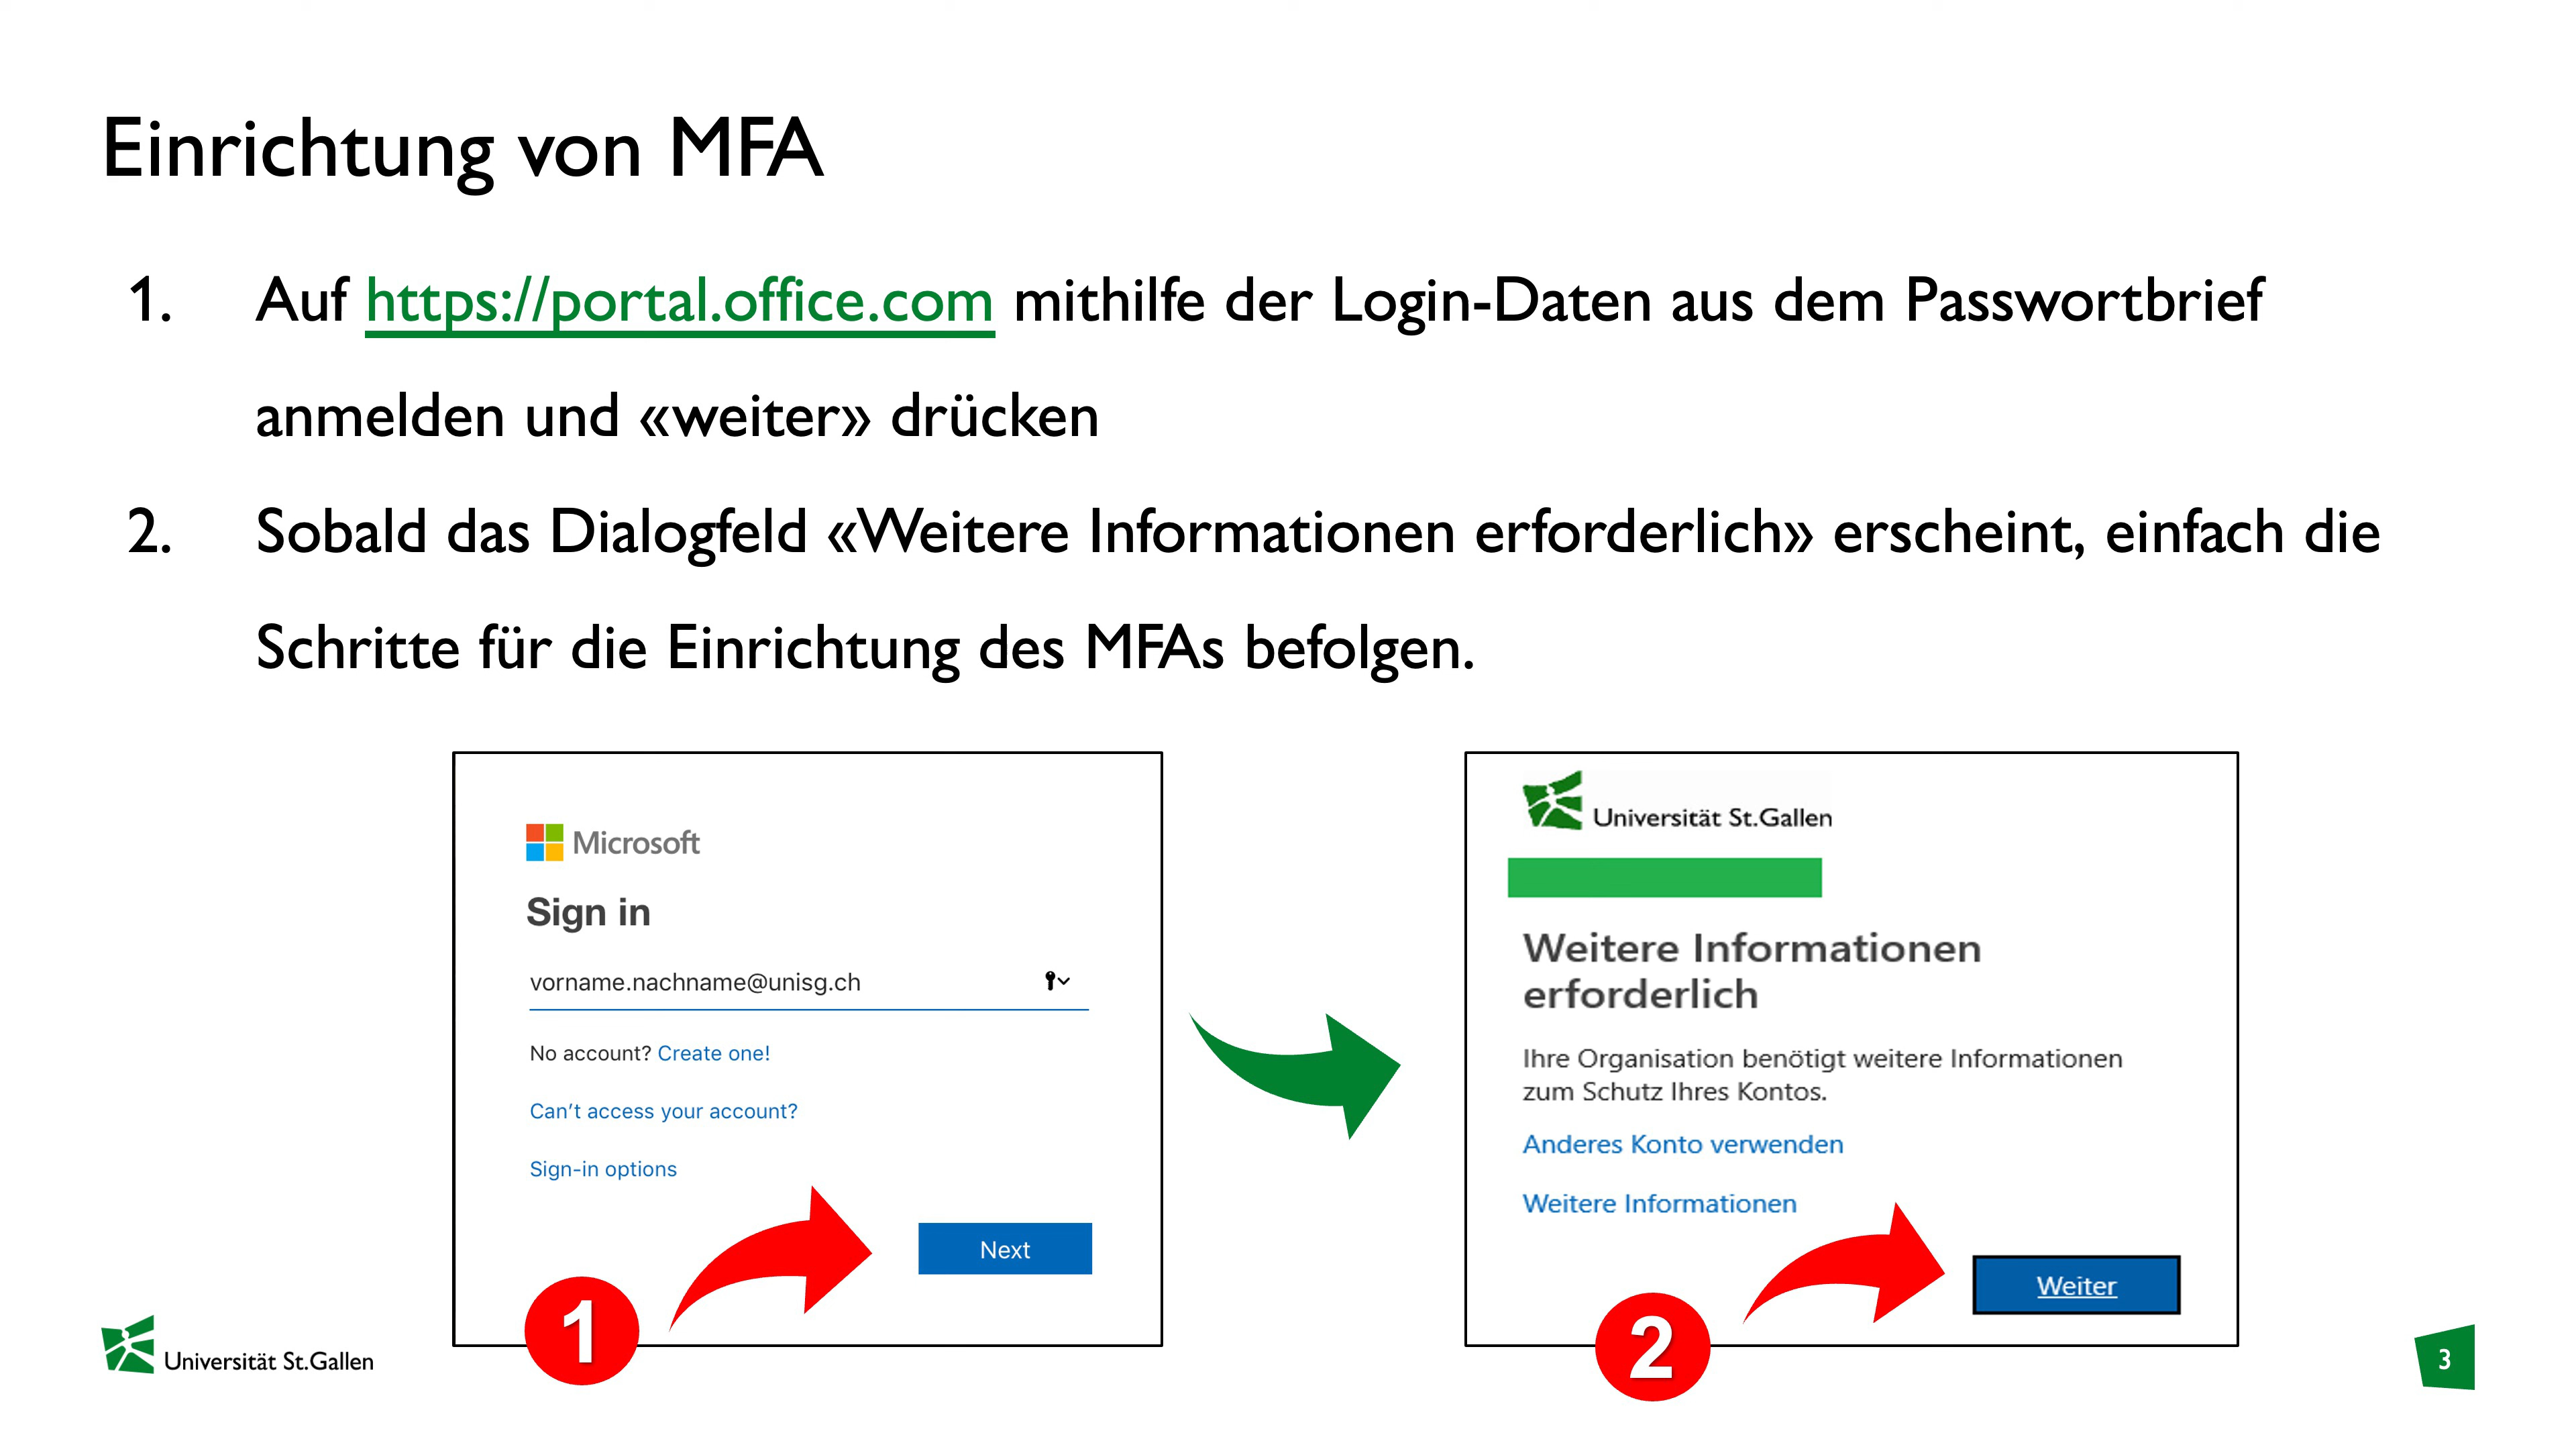 Einrichtung von MFA
1. Auf https://portal.office.com mithilfe der Login-Daten aus dem Passwortbrief
anmelden und «weiter» drücken
2. Sobald das Dialogfeld «Weitere Informationen erforderlich» erscheint, einfach die
Schritte für die Einrichtung des MFAs befolgen.
Microsoft
Sign in
vorname.nachname@unisg.ch
No account? Create one!
Can't access your account?
Sign-in options
Next
1
Universität St.Gallen
Weitere Informationen
erforderlich
Ihre Organisation benötigt weitere Informationen
zum Schutz Ihres Kontos.
Anderes Konto verwenden
Weitere Informationen
Weiter
2
Universität St.Gallen
3